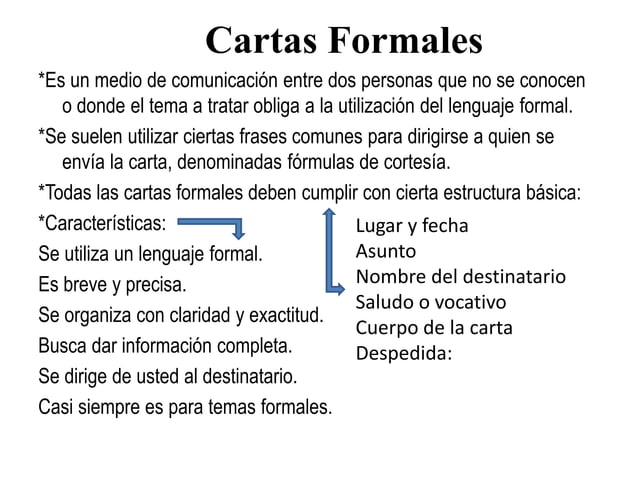 Cartas Formales
*Es un medio de comunicación entre dos personas que no se conocen
o donde el tema a tratar obliga a la utilización del lenguaje formal.
*Se suelen utilizar ciertas frases comunes para dirigirse a quien se
envía la carta, denominadas fórmulas de cortesía.
*Todas las cartas formales deben cumplir con cierta estructura básica:
*Características:
Se utiliza un lenguaje formal.
Es breve y precisa.
Se organiza con claridad y exactitud.
Busca dar información completa.
Se dirige de usted al destinatario.
Casi siempre es para temas formales.
Lugar y fecha
Asunto
Nombre del destinatario
Saludo o vocativo
Cuerpo de la carta
Despedida: